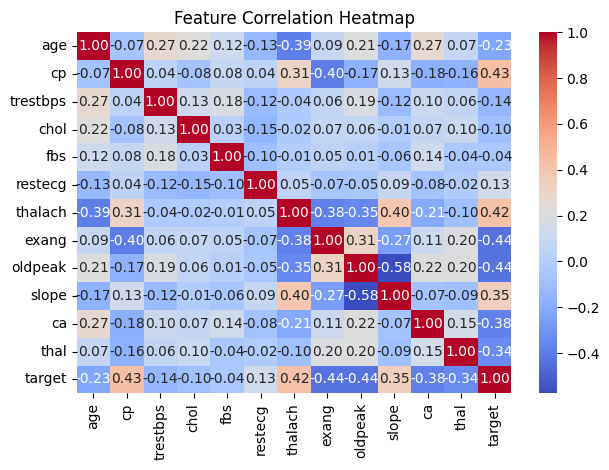 Feature Correlation Heatmap
age 1.00 -0.07 0.27 0.22 0.12 -0.13 -0.39 0.09 0.21 -0.17 0.27 0.07 -0.23
cp -0.07 1.00 0.04 -0.08 0.08 0.04 0.31 -0.40 -0.17 0.13 -0.18 -0.16 0.43
trestbps 0.27 0.04 1.00 0.13 0.18 -0.12 -0.04 0.06 0.19 -0.12 0.10 0.06 -0.14
chol 0.22 -0.08 0.13 1.00 0.03 -0.15 -0.02 0.07 0.06 -0.01 0.07 0.10 -0.10
fbs 0.12 0.08 0.18 0.03 1.00 -0.10 -0.01 0.05 0.01 -0.06 0.14 -0.04 -0.04
restecg -0.13 0.04 -0.12 -0.15 -0.10 1.00 0.05 -0.07 -0.05 0.09 -0.08 -0.02 0.13
thalach -0.39 0.31 -0.04 -0.02 -0.01 0.05 1.00 -0.38 -0.35 0.40 -0.21 -0.10 0.42
exang 0.09 -0.40 0.06 0.07 0.05 -0.07 -0.38 1.00 0.31 -0.27 0.11 0.20 -0.44
oldpeak 0.21 -0.17 0.19 0.06 0.01 -0.05 -0.35 0.31 1.00 -0.58 0.22 0.20 -0.44
slope -0.17 0.13 -0.12 -0.01 -0.06 0.09 0.40 -0.27 -0.58 1.00 -0.07 -0.09 0.35
ca 0.27 -0.18 0.10 0.07 0.14 -0.08 -0.21 0.11 0.22 -0.07 1.00 0.15 -0.38
thal 0.07 -0.16 0.06 0.10 -0.04 -0.02 -0.10 0.20 0.20 -0.09 0.15 1.00 -0.34
target -0.23 0.43 -0.14 -0.10 -0.04 0.13 0.42 -0.44 -0.44 0.35 -0.38 -0.34 1.00
age cp trestbps chol fbs restecg thalach exang oldpeak slope ca thal target
1.0
0.8
0.6
0.4
0.2
0.0
−0.2
−0.4